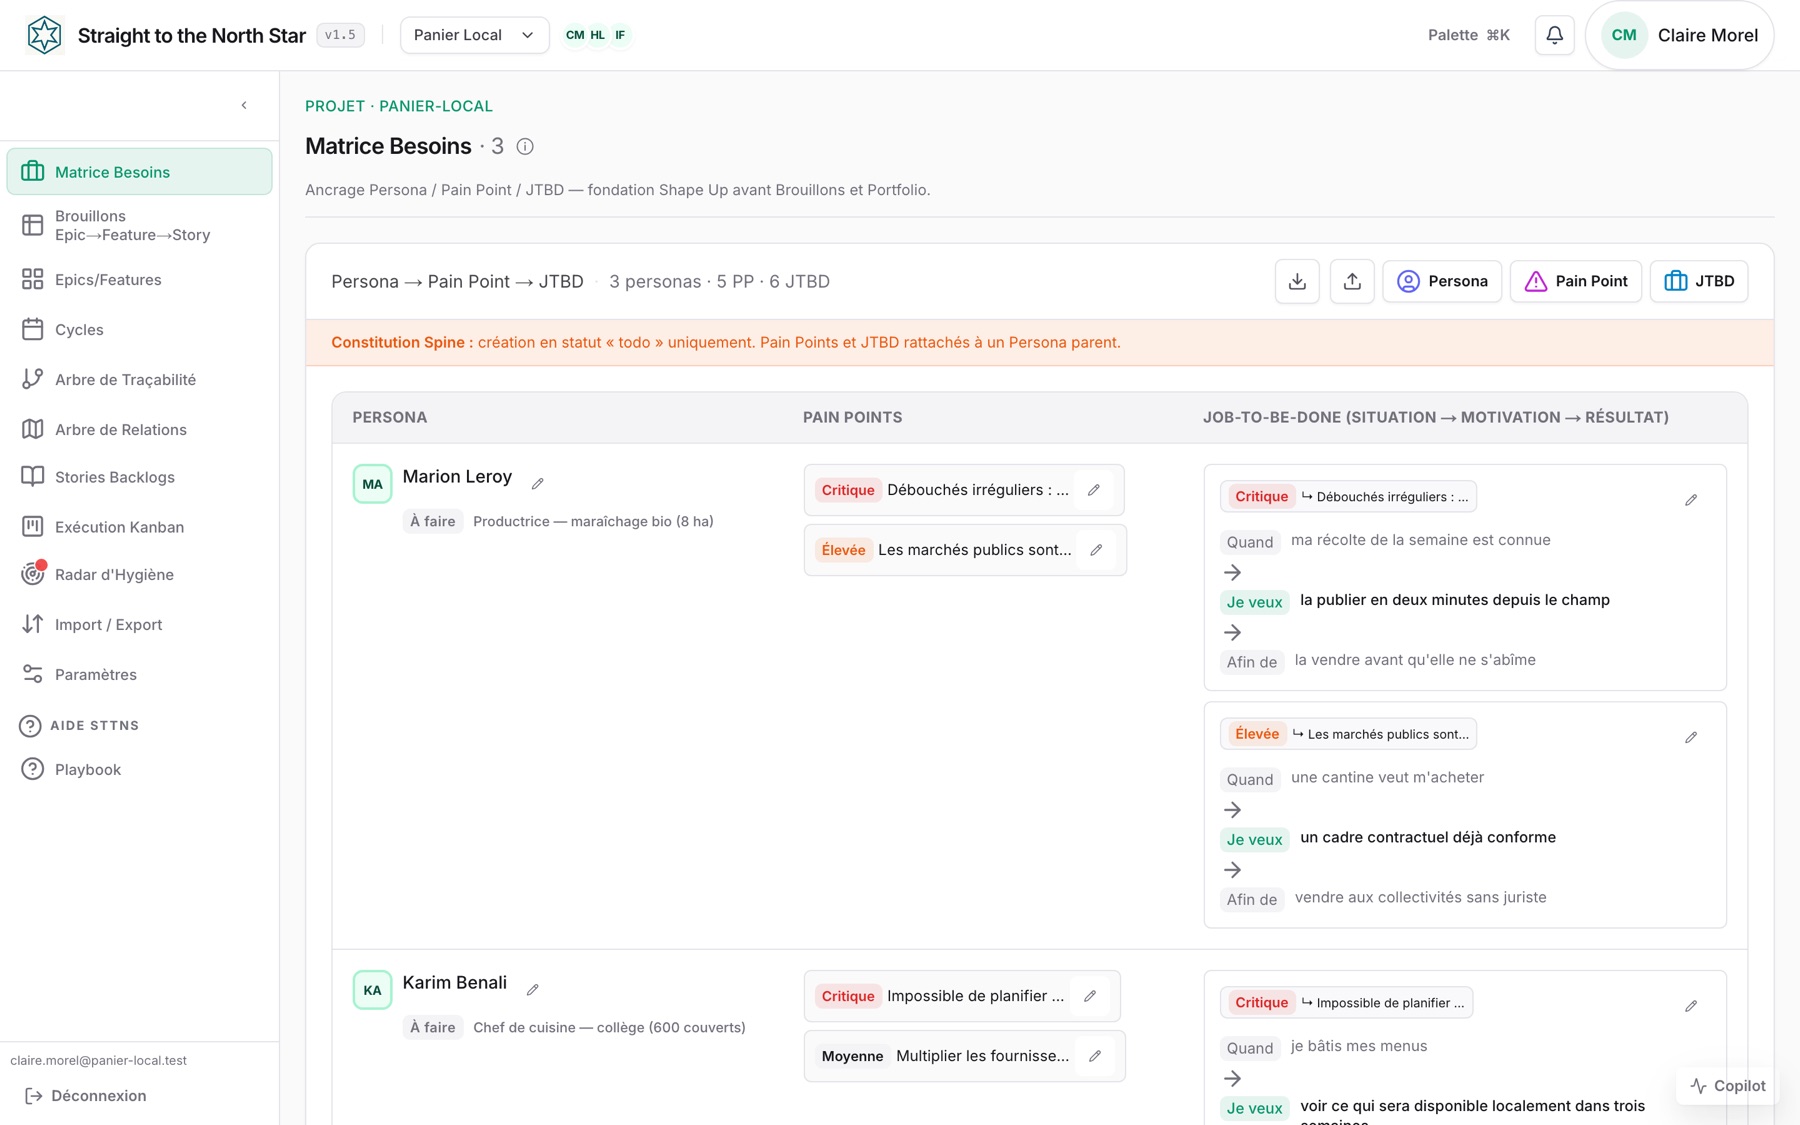 Straight to the North Star v1.5 Panier Local CM HL IF Palette ⌘K CM Claire Morel
PROJET · PANIER-LOCAL
Matrice Besoins · 3
Ancrage Persona / Pain Point / JTBD — fondation Shape Up avant Brouillons et Portfolio.
Matrice Besoins
Brouillons
Epic→Feature→Story
Epics/Features
Cycles
Arbre de Traçabilité
Arbre de Relations
Stories Backlogs
Exécution Kanban
Radar d'Hygiène
Import / Export
Paramètres
AIDE STTNS
Playbook
claire.morel@panier-local.test
Déconnexion
Persona → Pain Point → JTBD · 3 personas · 5 PP · 6 JTBD Persona Pain Point JTBD
Constitution Spine : création en statut « todo » uniquement. Pain Points et JTBD rattachés à un Persona parent.
PERSONA PAIN POINTS JOB-TO-BE-DONE (SITUATION → MOTIVATION → RÉSULTAT)
MA Marion Leroy
À faire Productrice — maraîchage bio (8 ha)
Critique Débouchés irréguliers : ...
Élevée Les marchés publics sont...
Critique ↳ Débouchés irréguliers : ...
Quand ma récolte de la semaine est connue
→
Je veux la publier en deux minutes depuis le champ
→
Afin de la vendre avant qu'elle ne s'abîme
Élevée ↳ Les marchés publics sont...
Quand une cantine veut m'acheter
→
Je veux un cadre contractuel déjà conforme
→
Afin de vendre aux collectivités sans juriste
KA Karim Benali
À faire Chef de cuisine — collège (600 couverts)
Critique Impossible de planifier ...
Moyenne Multiplier les fournisse...
Critique ↳ Impossible de planifier ...
Quand je bâtis mes menus
→
Je veux voir ce qui sera disponible localement dans trois
Copilot